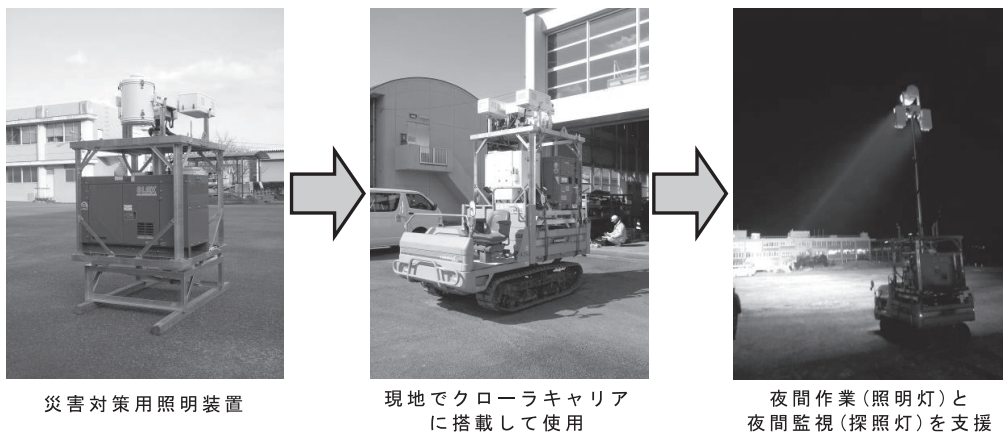 災害対策用照明装置
現地でクローラキャリア
に搭載して使用
夜間作業(照明灯)と
夜間監視(探照灯)を支援